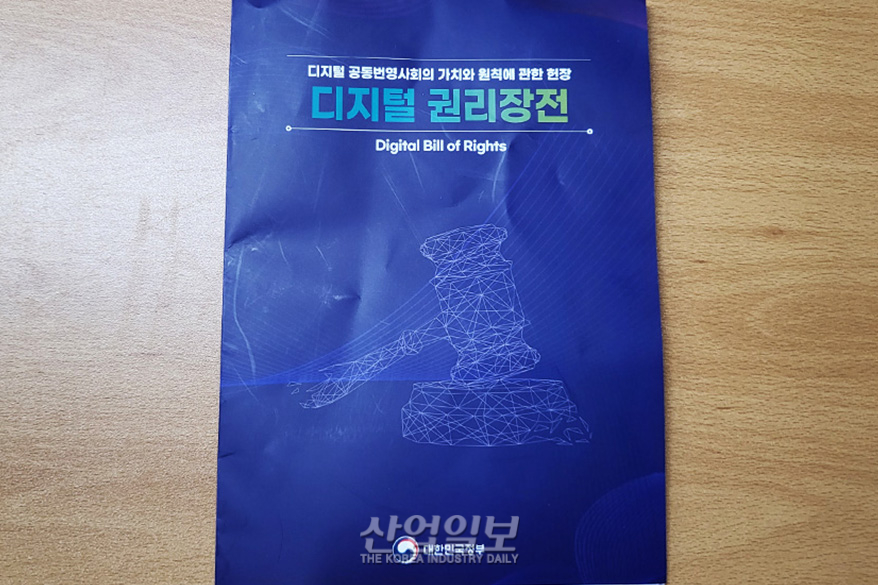 디지털 공동번영사회의 가치와 원칙에 관한 헌장
디지털 권리장전
Digital Bill of Rights
산업일보
대한민국정부
THE KOREA INDUSTRY DAILY